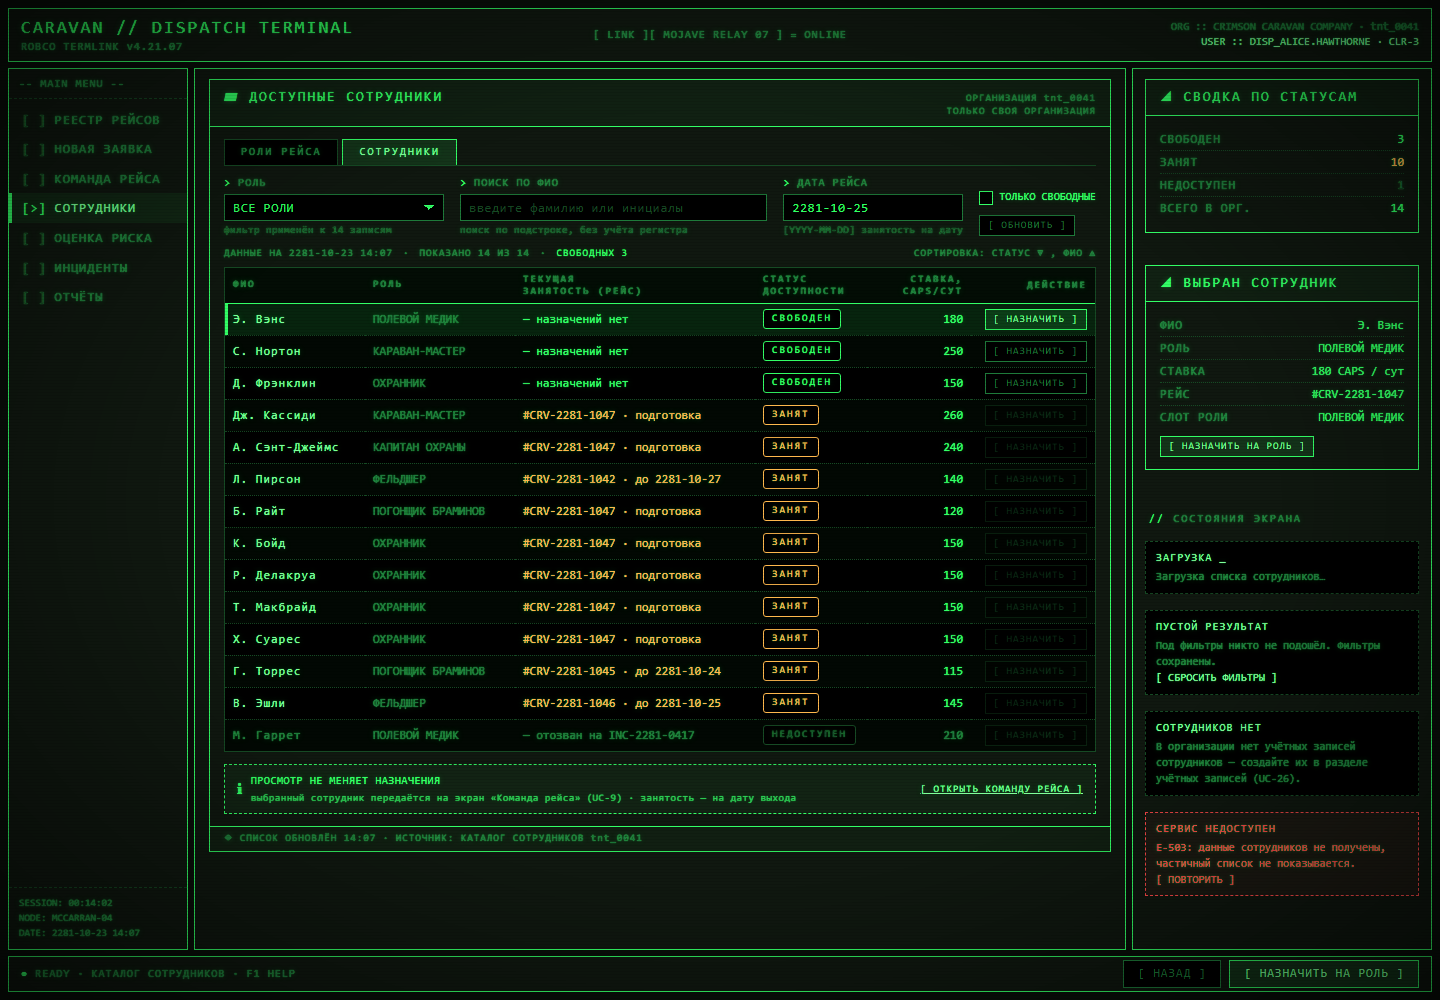 CARAVAN // DISPATCH TERMINAL
ROBCO TERMLINK v4.21.07
[ LINK ][ MOJAVE RELAY 07 ] = ONLINE
ORG :: CRIMSON CARAVAN COMPANY · tnt_0041
USER :: DISP_ALICE.HAWTHORNE · CLR-3
-- MAIN MENU --
[ ] РЕЕСТР РЕЙСОВ
[ ] НОВАЯ ЗАЯВКА
[ ] КОМАНДА РЕЙСА
[>] СОТРУДНИКИ
[ ] ОЦЕНКА РИСКА
[ ] ИНЦИДЕНТЫ
[ ] ОТЧЁТЫ
SESSION: 00:14:02
NODE: MCCARRAN-04
DATE: 2281-10-23 14:07
ДОСТУПНЫЕ СОТРУДНИКИ
ОРГАНИЗАЦИЯ tnt_0041
ТОЛЬКО СВОЯ ОРГАНИЗАЦИЯ
РОЛИ РЕЙСА СОТРУДНИКИ
> РОЛЬ > ПОИСК ПО ФИО > ДАТА РЕЙСА
ВСЕ РОЛИ введите фамилию или инициалы 2281-10-25 ТОЛЬКО СВОБОДНЫЕ
[ ОБНОВИТЬ ]
фильтр применён к 14 записям поиск по подстроке, без учёта регистра [YYYY-MM-DD] занятость на дату
ДАННЫЕ НА 2281-10-23 14:07 · ПОКАЗАНО 14 ИЗ 14 · СВОБОДНЫХ 3 СОРТИРОВКА: СТАТУС ▼ , ФИО ▲
ФИО РОЛЬ ТЕКУЩАЯ ЗАНЯТОСТЬ (РЕЙС) СТАТУС ДОСТУПНОСТИ СТАВКА, CAPS/СУТ ДЕЙСТВИЕ
Э. Вэнс ПОЛЕВОЙ МЕДИК — назначений нет СВОБОДЕН 180 [ НАЗНАЧИТЬ ]
С. Нортон КАРАВАН-МАСТЕР — назначений нет СВОБОДЕН 250 [ НАЗНАЧИТЬ ]
Д. Фрэнклин ОХРАННИК — назначений нет СВОБОДЕН 150 [ НАЗНАЧИТЬ ]
Дж. Кассиди КАРАВАН-МАСТЕР #CRV-2281-1047 · подготовка ЗАНЯТ 260 [ НАЗНАЧИТЬ ]
А. Сэнт-Джеймс КАПИТАН ОХРАНЫ #CRV-2281-1047 · подготовка ЗАНЯТ 240 [ НАЗНАЧИТЬ ]
Л. Пирсон ФЕЛЬДШЕР #CRV-2281-1042 · до 2281-10-27 ЗАНЯТ 140 [ НАЗНАЧИТЬ ]
Б. Райт ПОГОНЩИК БРАМИНОВ #CRV-2281-1047 · подготовка ЗАНЯТ 120 [ НАЗНАЧИТЬ ]
К. Бойд ОХРАННИК #CRV-2281-1047 · подготовка ЗАНЯТ 150 [ НАЗНАЧИТЬ ]
Р. Делакруа ОХРАННИК #CRV-2281-1047 · подготовка ЗАНЯТ 150 [ НАЗНАЧИТЬ ]
Т. Макбрайд ОХРАННИК #CRV-2281-1047 · подготовка ЗАНЯТ 150 [ НАЗНАЧИТЬ ]
Х. Суарес ОХРАННИК #CRV-2281-1047 · подготовка ЗАНЯТ 150 [ НАЗНАЧИТЬ ]
Г. Торрес ПОГОНЩИК БРАМИНОВ #CRV-2281-1045 · до 2281-10-24 ЗАНЯТ 115 [ НАЗНАЧИТЬ ]
В. Эшли ФЕЛЬДШЕР #CRV-2281-1046 · до 2281-10-25 ЗАНЯТ 145 [ НАЗНАЧИТЬ ]
М. Гаррет ПОЛЕВОЙ МЕДИК — отозван на INC-2281-0417 НЕДОСТУПЕН 210 [ НАЗНАЧИТЬ ]
ПРОСМОТР НЕ МЕНЯЕТ НАЗНАЧЕНИЯ
выбранный сотрудник передаётся на экран «Команда рейса» (UC-9) · занятость — на дату выхода
[ ОТКРЫТЬ КОМАНДУ РЕЙСА ]
СПИСОК ОБНОВЛЁН 14:07 · ИСТОЧНИК: КАТАЛОГ СОТРУДНИКОВ tnt_0041
СВОДКА ПО СТАТУСАМ
СВОБОДЕН 3
ЗАНЯТ 10
НЕДОСТУПЕН 1
ВСЕГО В ОРГ. 14
ВЫБРАН СОТРУДНИК
ФИО Э. Вэнс
РОЛЬ ПОЛЕВОЙ МЕДИК
СТАВКА 180 CAPS / сут
РЕЙС #CRV-2281-1047
СЛОТ РОЛИ ПОЛЕВОЙ МЕДИК
[ НАЗНАЧИТЬ НА РОЛЬ ]
// СОСТОЯНИЯ ЭКРАНА
ЗАГРУЗКА _
Загрузка списка сотрудников…
ПУСТОЙ РЕЗУЛЬТАТ
Под фильтры никто не подошёл. Фильтры
сохранены.
[ СБРОСИТЬ ФИЛЬТРЫ ]
СОТРУДНИКОВ НЕТ
В организации нет учётных записей
сотрудников — создайте их в разделе
учётных записей (UC-26).
СЕРВИС НЕДОСТУПЕН
E-503: данные сотрудников не получены,
частичный список не показывается.
[ ПОВТОРИТЬ ]
READY · КАТАЛОГ СОТРУДНИКОВ · F1 HELP
[ НАЗАД ] [ НАЗНАЧИТЬ НА РОЛЬ ]